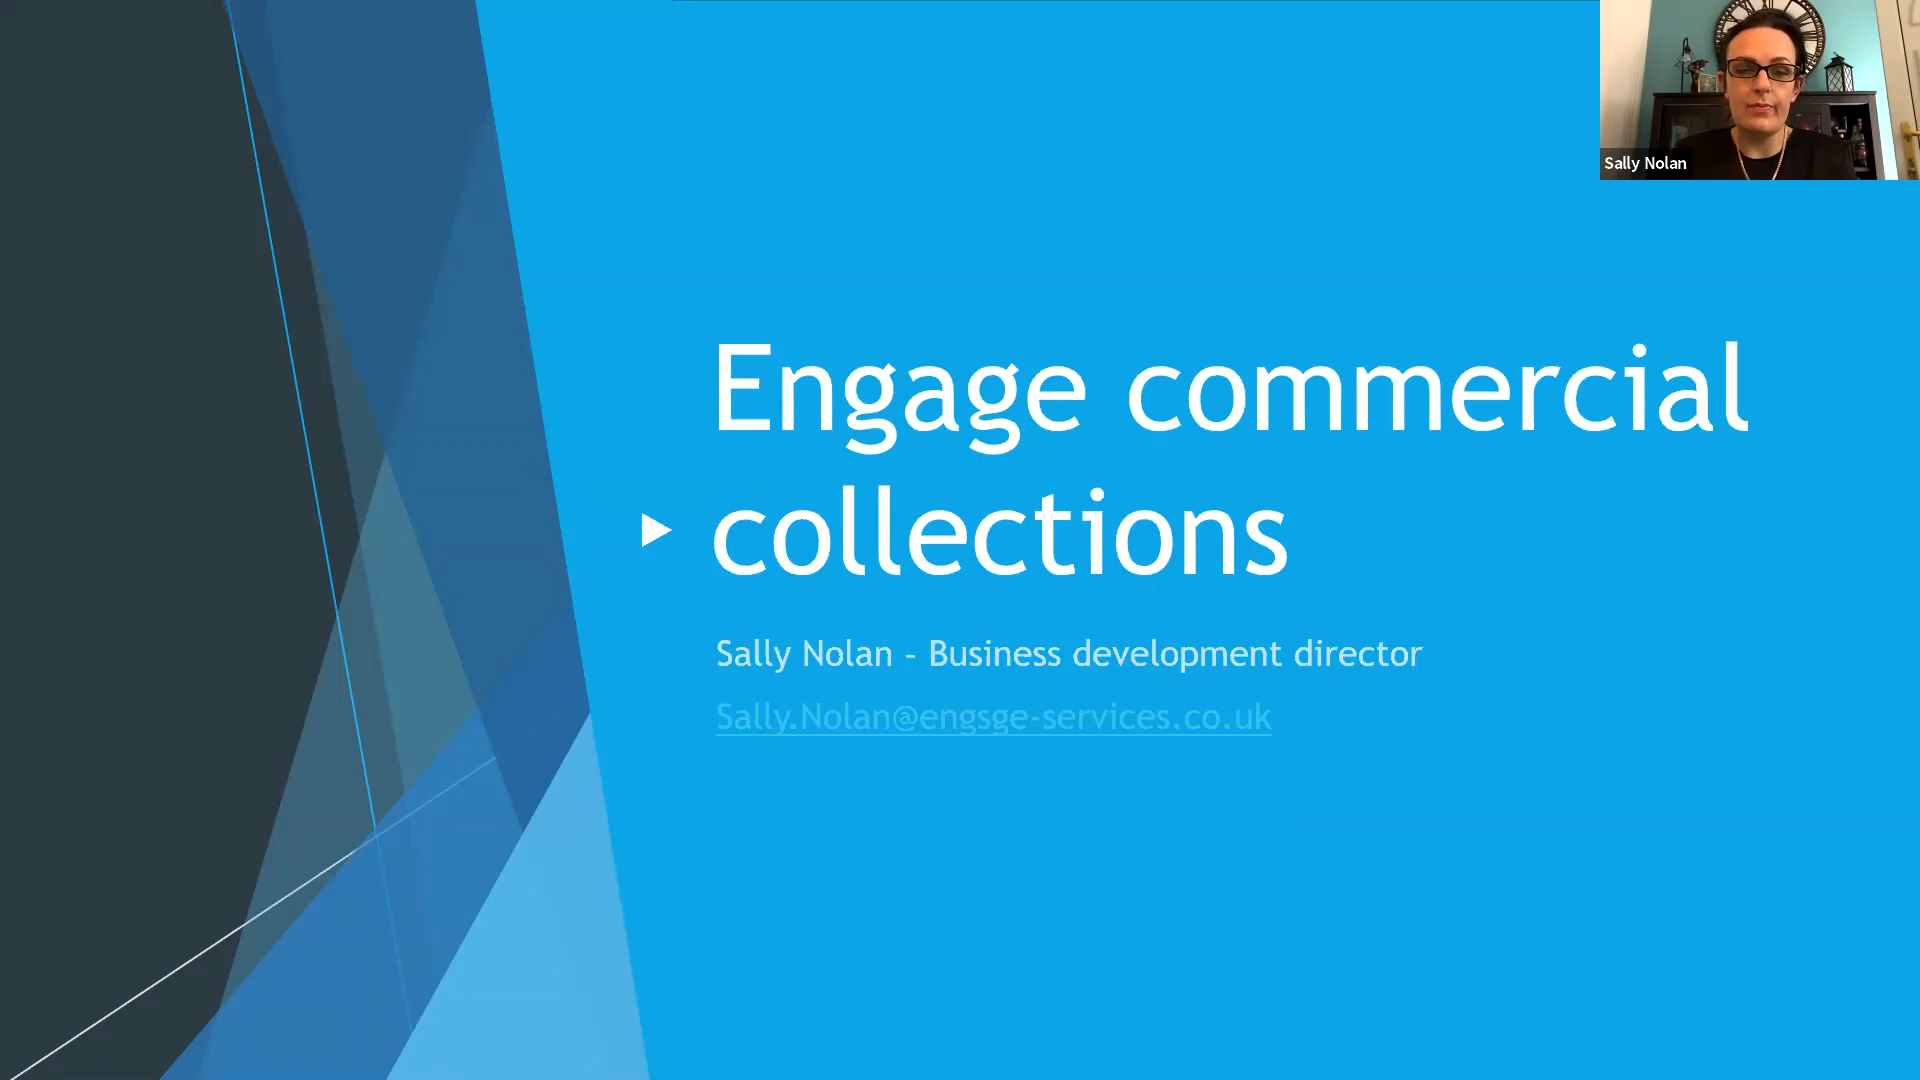 Sally Nolan
Engage commercial
collections
Sally Nolan – Business development director
Sally.Nolan@engsge-services.co.uk